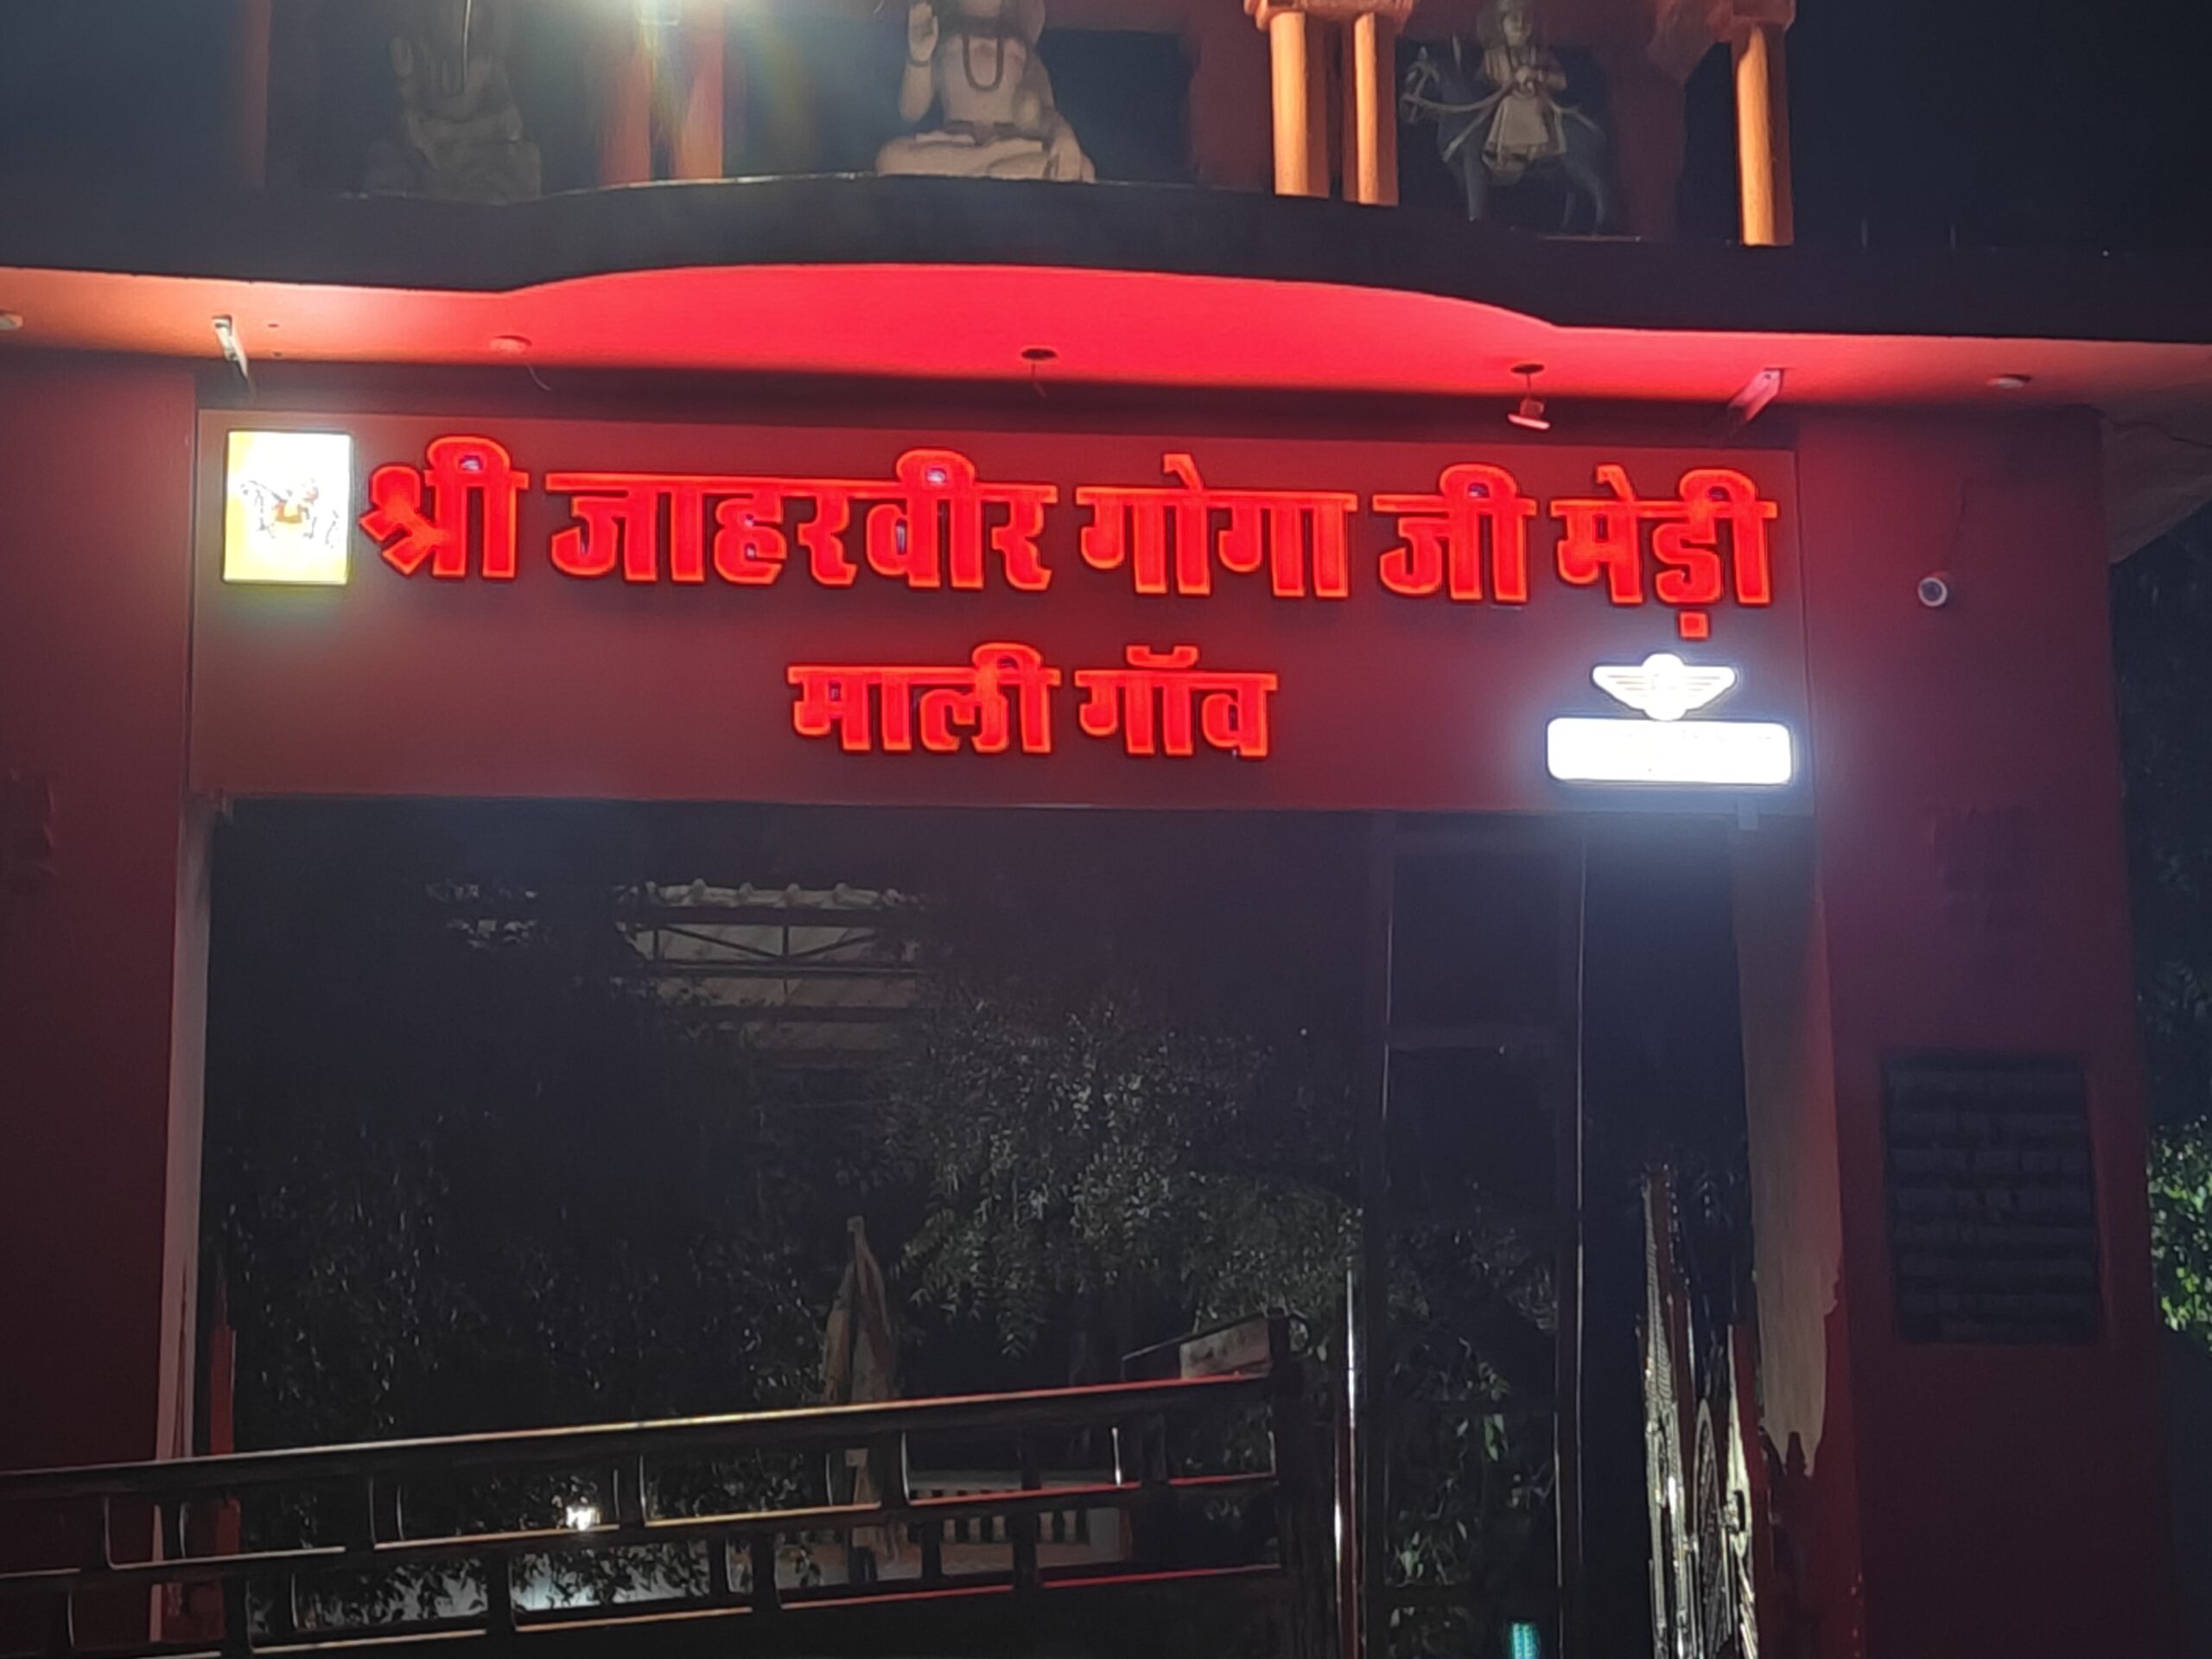 श्री जाहरवीर गोगा जी मेड़ी
माली गॉव